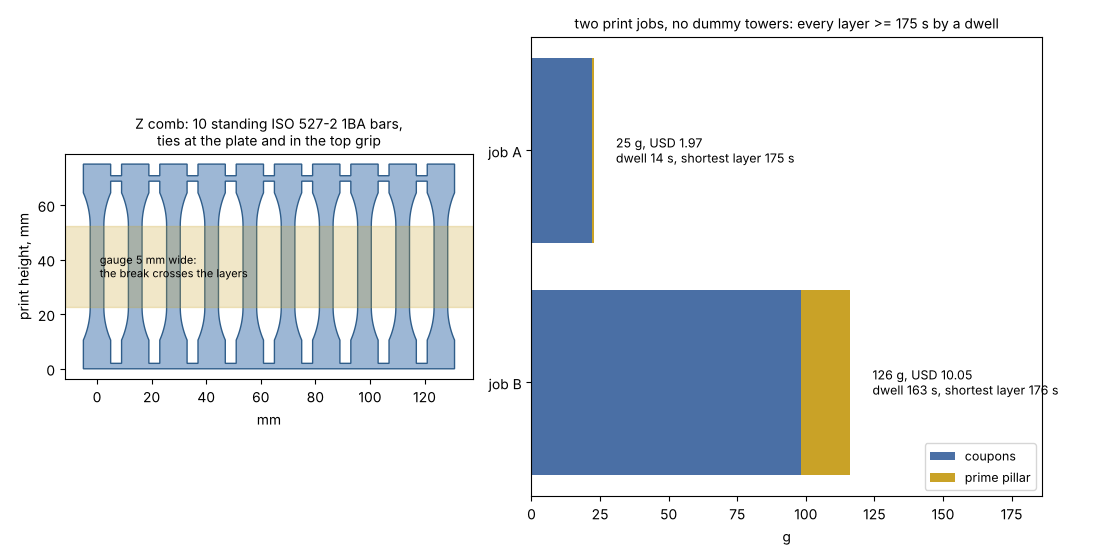 Z comb: 10 standing ISO 527-2 1BA bars,
ties at the plate and in the top grip
print height, mm
60
40
20
0
gauge 5 mm wide:
the break crosses the layers
0
20
40
60
80
100
120
mm
two print jobs, no dummy towers: every layer >= 175 s by a dwell
job A
25 g, USD 1.97
dwell 14 s, shortest layer 175 s
job B
126 g, USD 10.05
dwell 163 s, shortest layer 176 s
coupons
prime pillar
0
25
50
75
100
125
150
175
g